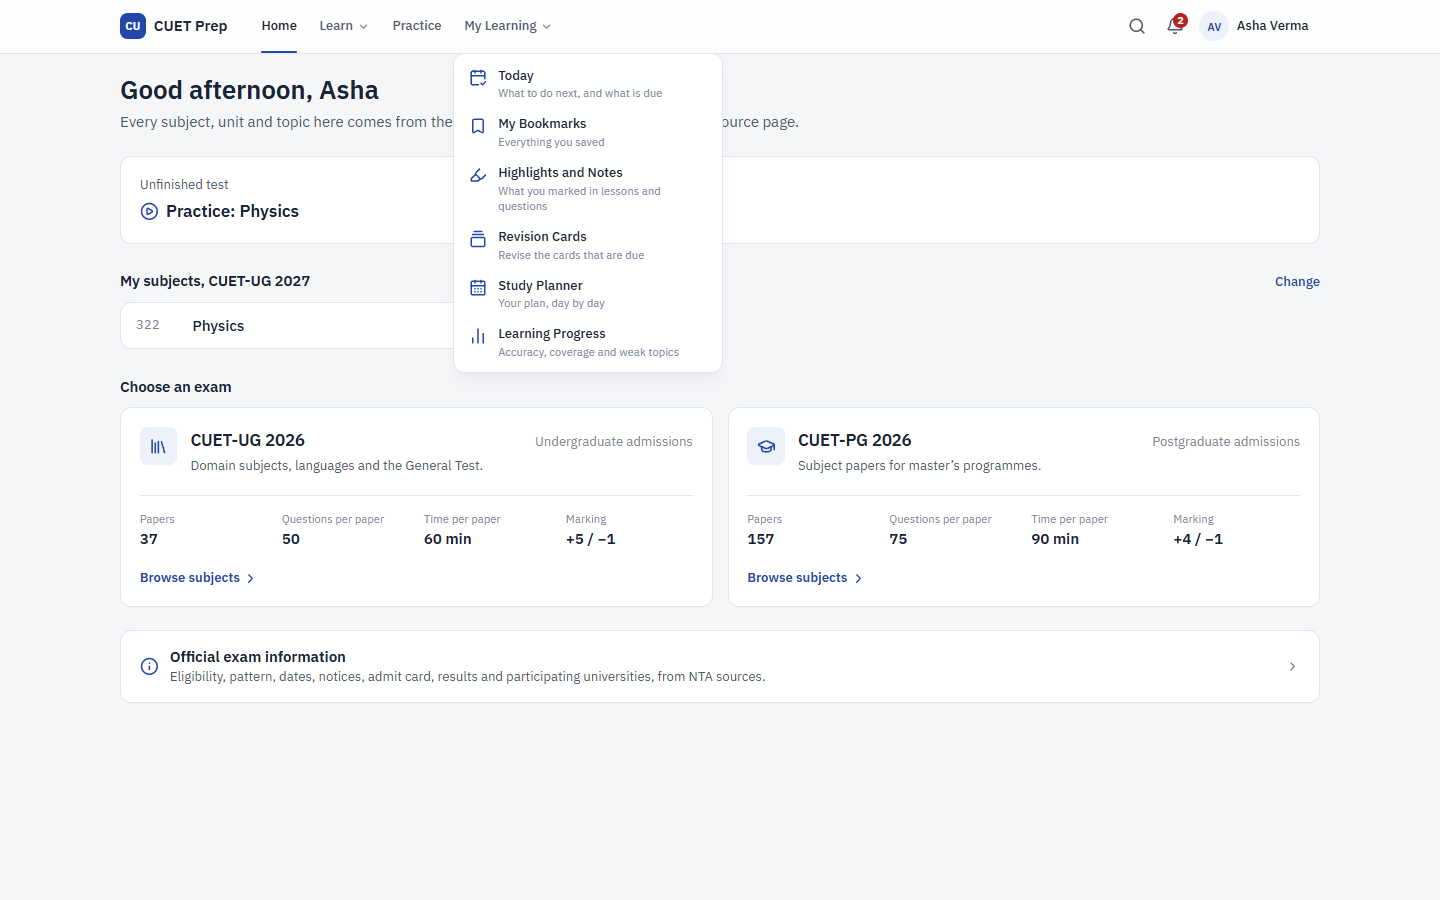 CU CUET Prep Home Learn Practice My Learning 2 AV Asha Verma
Good afternoon, Asha
Every subject, unit and topic here comes from the
ource page.
Today
What to do next, and what is due
My Bookmarks
Everything you saved
Highlights and Notes
What you marked in lessons and
questions
Revision Cards
Revise the cards that are due
Study Planner
Your plan, day by day
Learning Progress
Accuracy, coverage and weak topics
Unfinished test
Practice: Physics
My subjects, CUET-UG 2027 Change
322 Physics
Choose an exam
CUET-UG 2026 Undergraduate admissions
Domain subjects, languages and the General Test.
Papers Questions per paper Time per paper Marking
37 50 60 min +5 / −1
Browse subjects
CUET-PG 2026 Postgraduate admissions
Subject papers for master’s programmes.
Papers Questions per paper Time per paper Marking
157 75 90 min +4 / −1
Browse subjects
Official exam information
Eligibility, pattern, dates, notices, admit card, results and participating universities, from NTA sources.